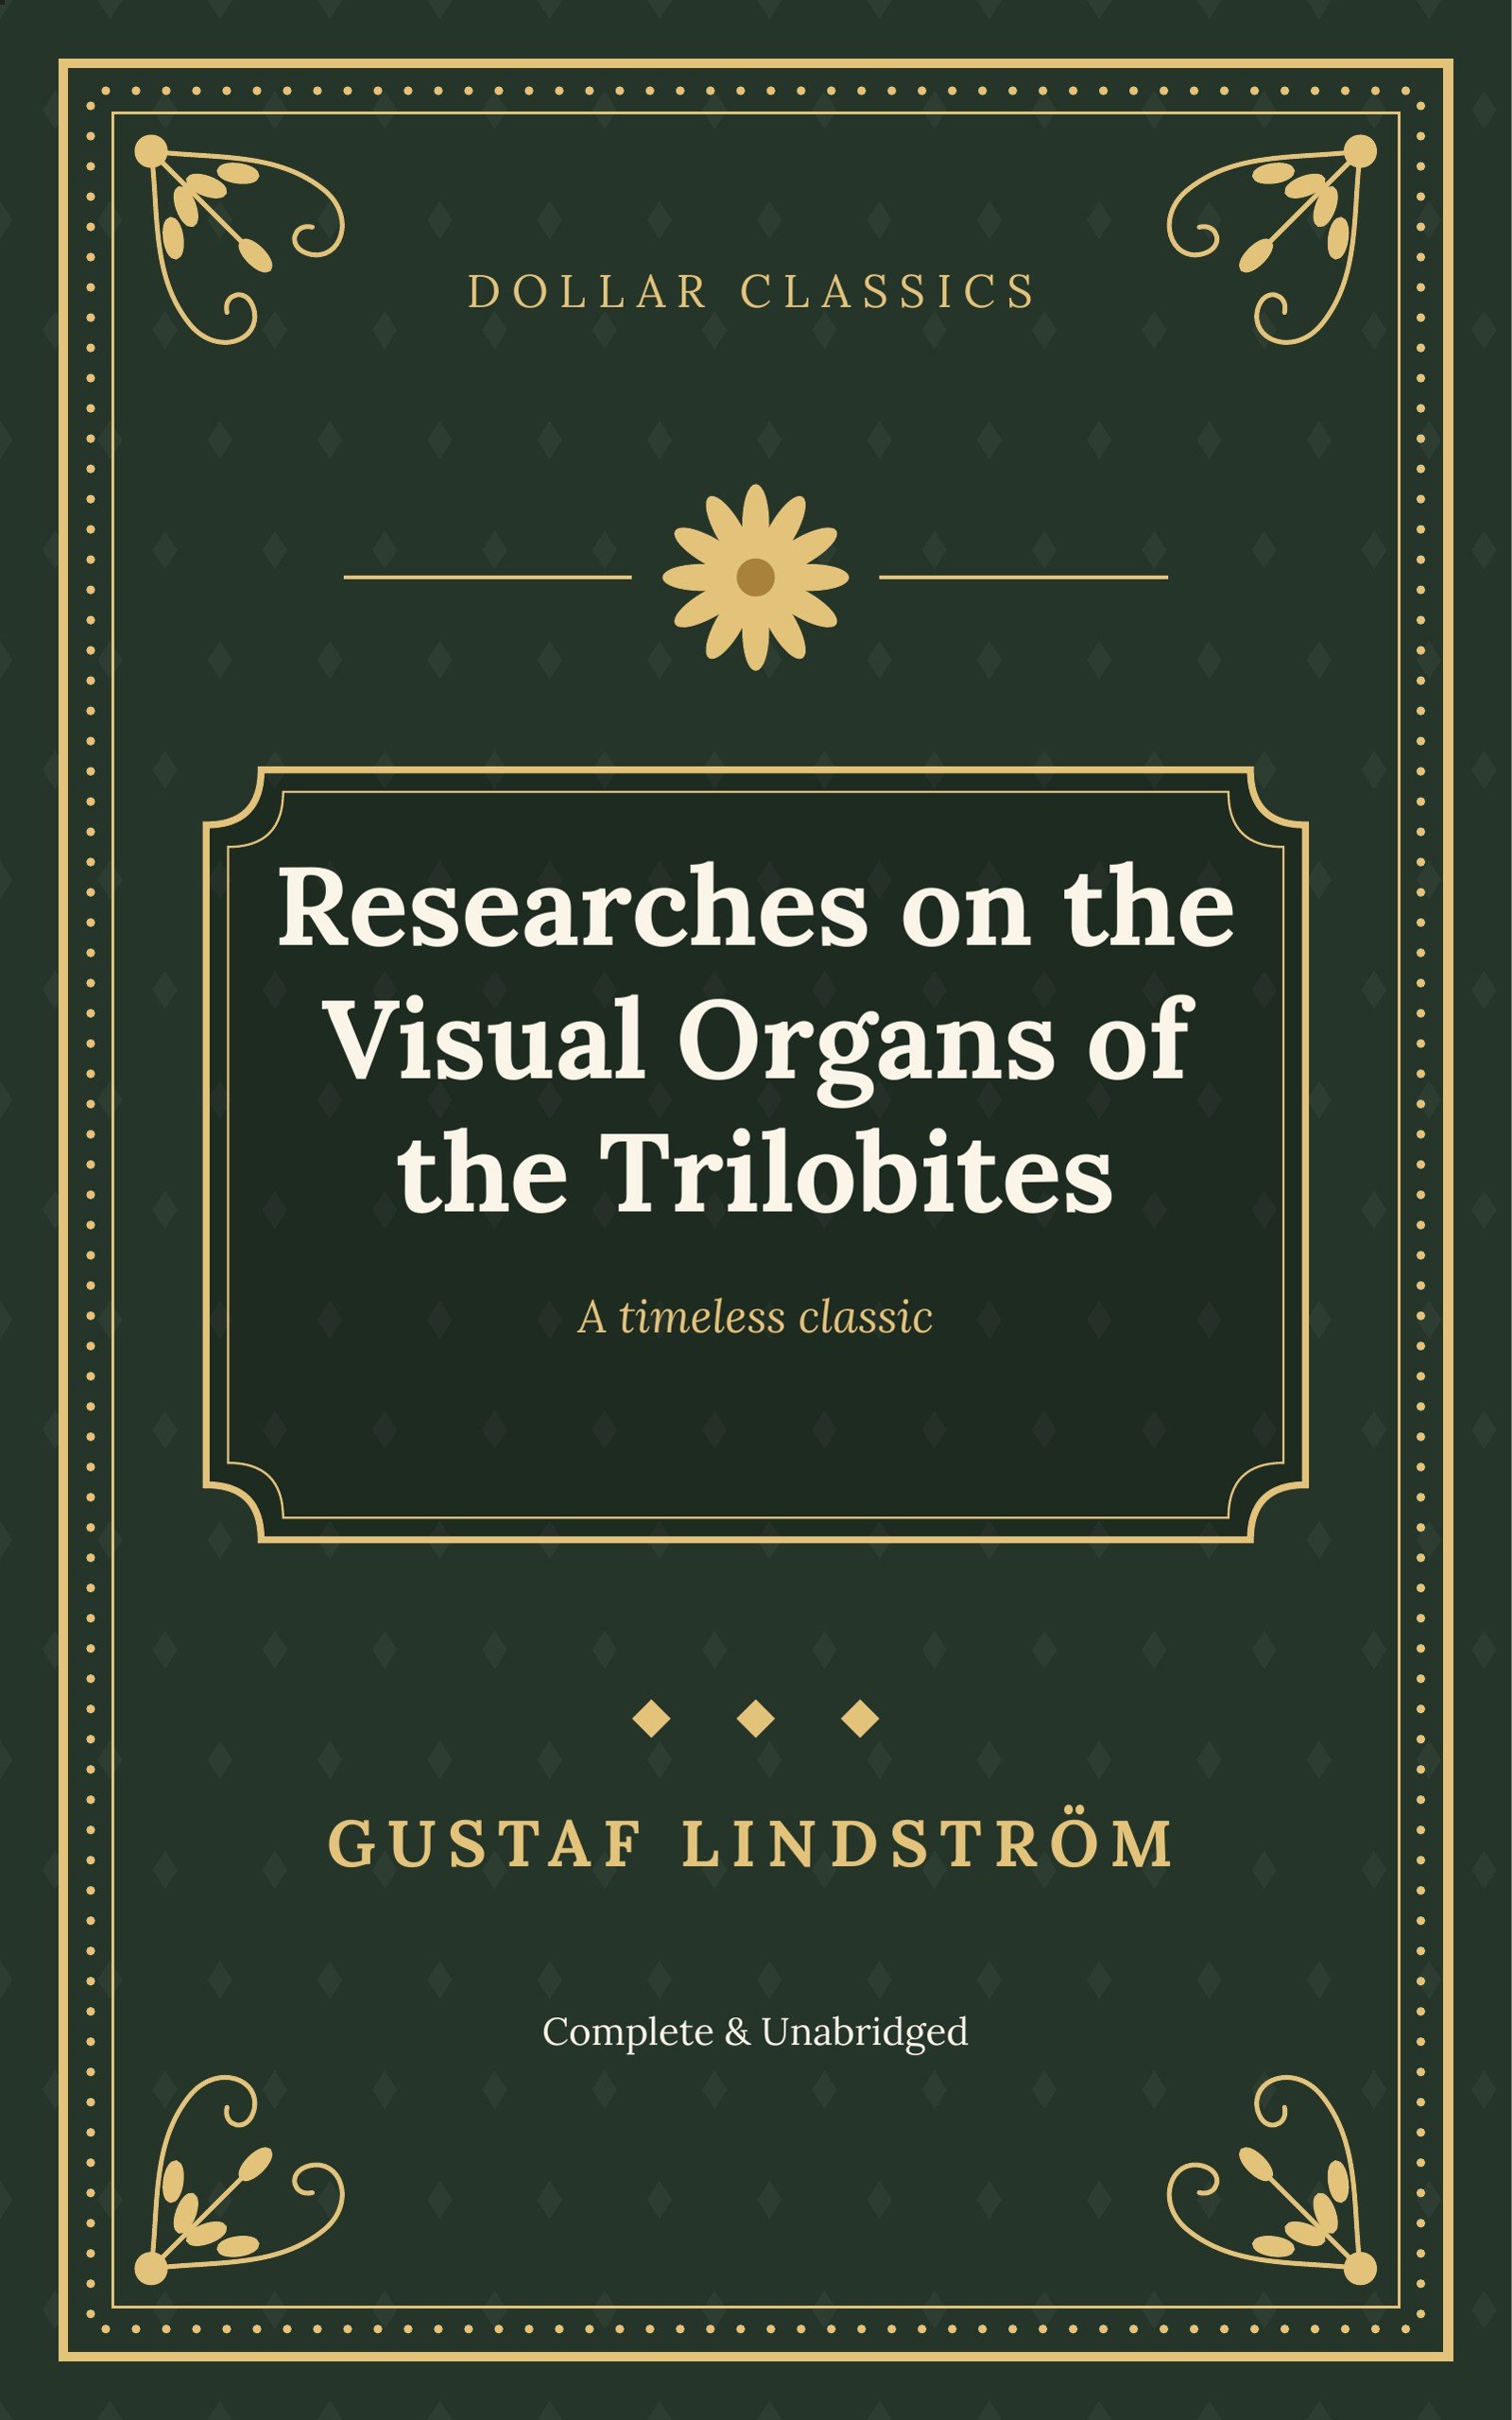 DOLLAR CLASSICS
Researches on the
Visual Organs of
the Trilobites
A timeless classic
GUSTAF LINDSTRÖM
Complete & Unabridged